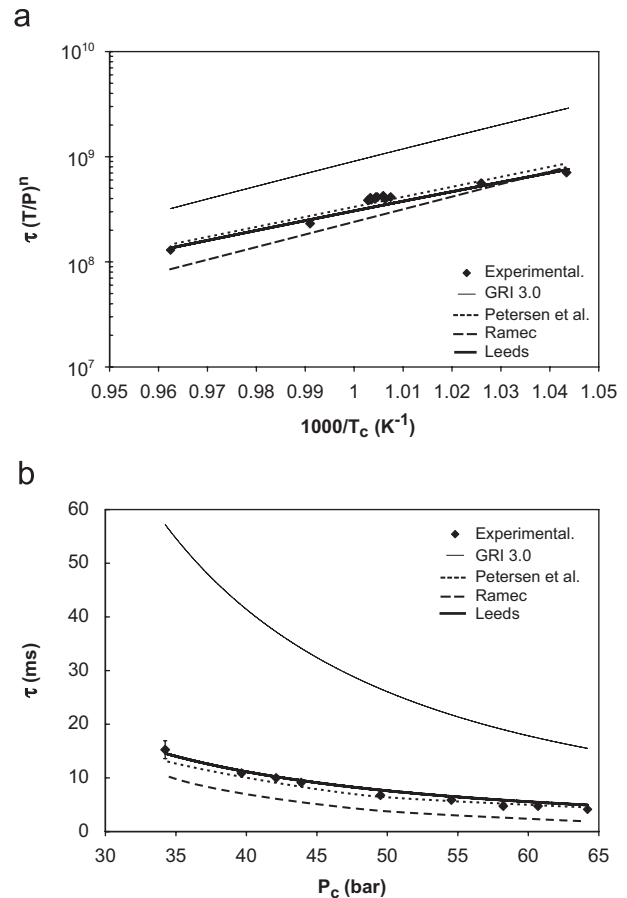 a
10^10
10^9
10^8
10^7
τ (T/P)^n
0.95 0.96 0.97 0.98 0.99 1 1.01 1.02 1.03 1.04 1.05
1000/T_c (K^-1)
Experimental.
GRI 3.0
Petersen et al.
Ramec
Leeds
b
60
50
40
30
20
10
0
τ (ms)
30 35 40 45 50 55 60 65
P_c (bar)
Experimental.
GRI 3.0
Petersen et al.
Ramec
Leeds